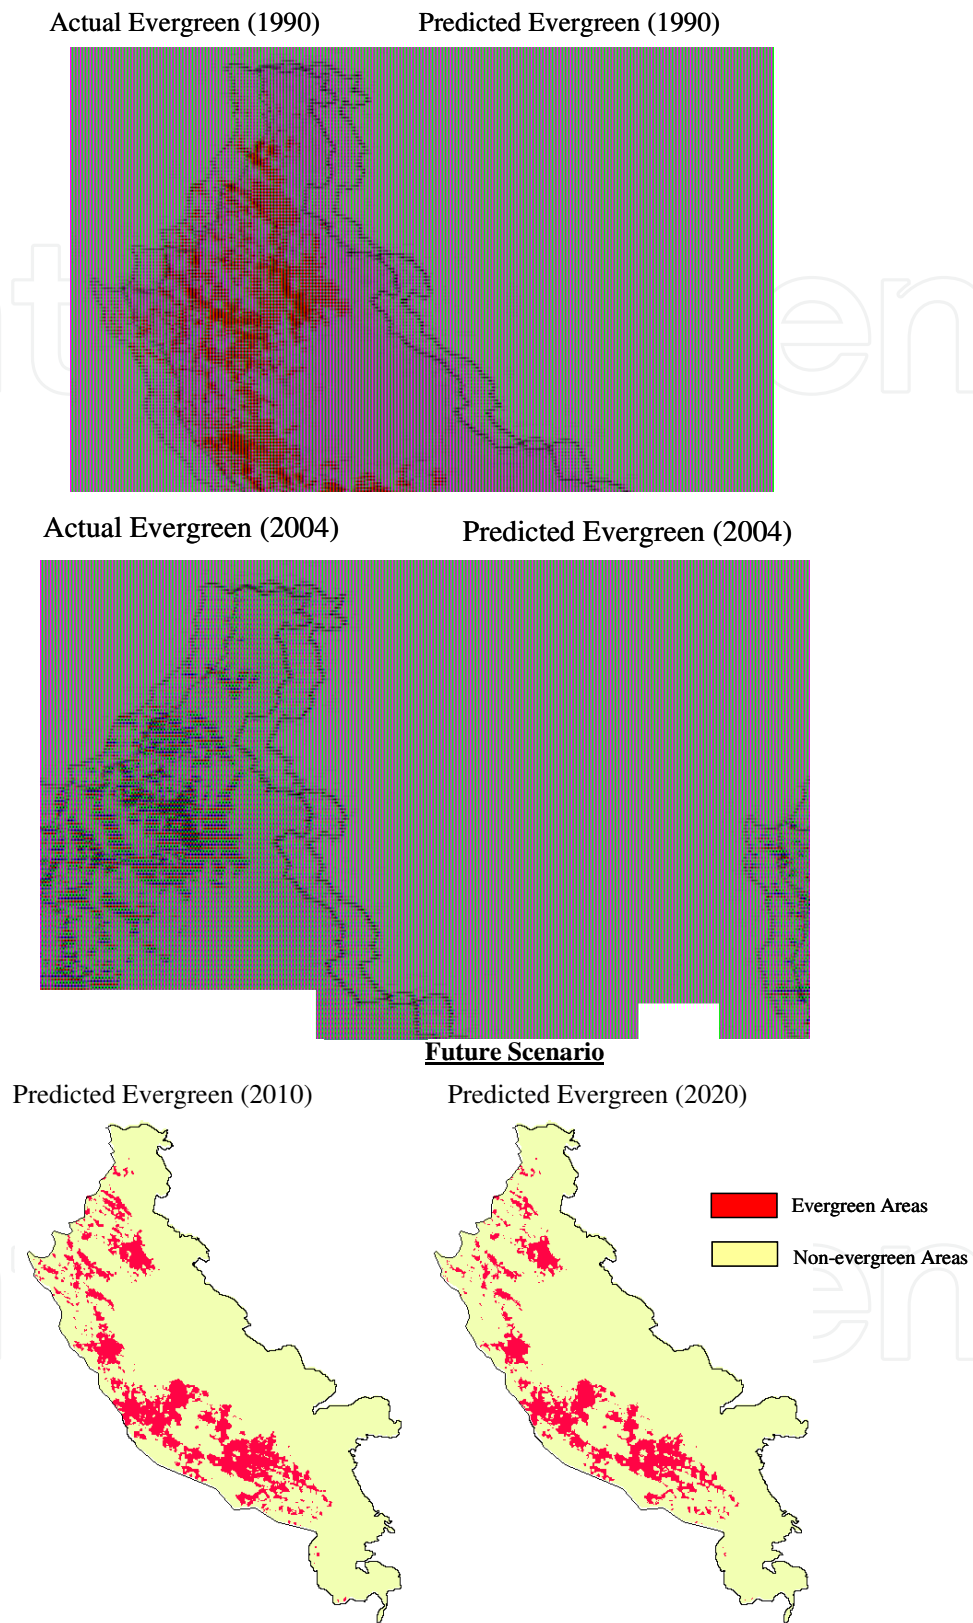 Actual Evergreen (1990) Predicted Evergreen (1990)
Actual Evergreen (2004) Predicted Evergreen (2004)
Future Scenario
Predicted Evergreen (2010) Predicted Evergreen (2020)
Evergreen Areas
Non-evergreen Areas